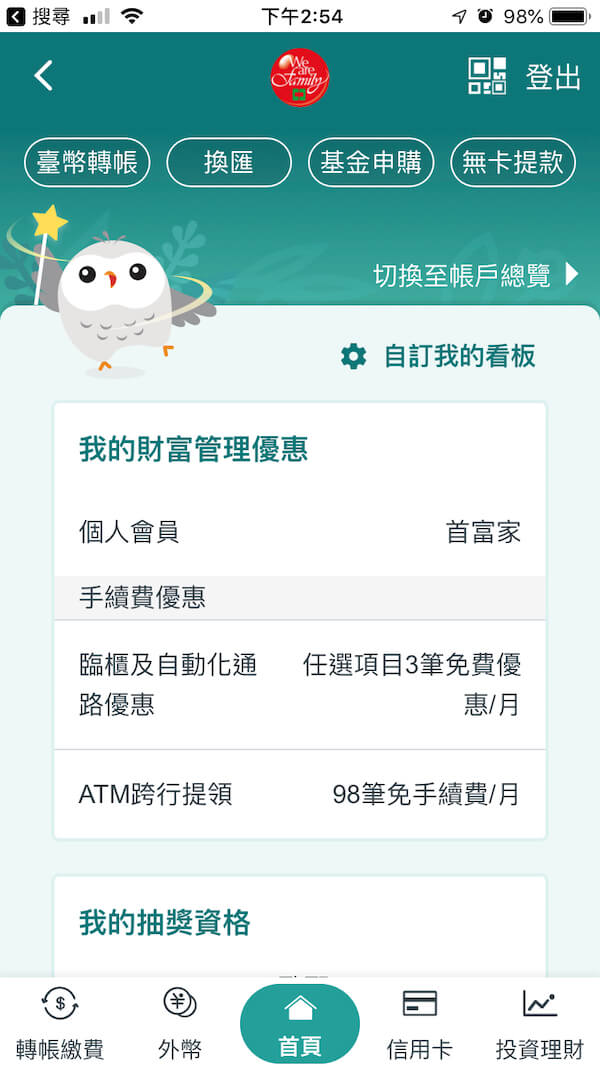 搜尋 下午2:54 98%
We are Family
登出
臺幣轉帳 換匯 基金申購 無卡提款
切換至帳戶總覽
自訂我的看板
我的財富管理優惠
個人會員 首富家
手續費優惠
臨櫃及自動化通 任選項目3筆免費優
路優惠 惠/月
ATM跨行提領 98筆免手續費/月
我的抽獎資格
轉帳繳費 外幣 首頁 信用卡 投資理財